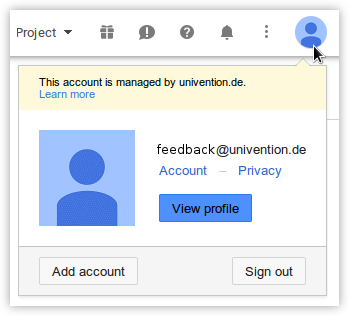 Project
This account is managed by univention.de.
Learn more
feedback@univention.de
Account – Privacy
View profile
Add account
Sign out